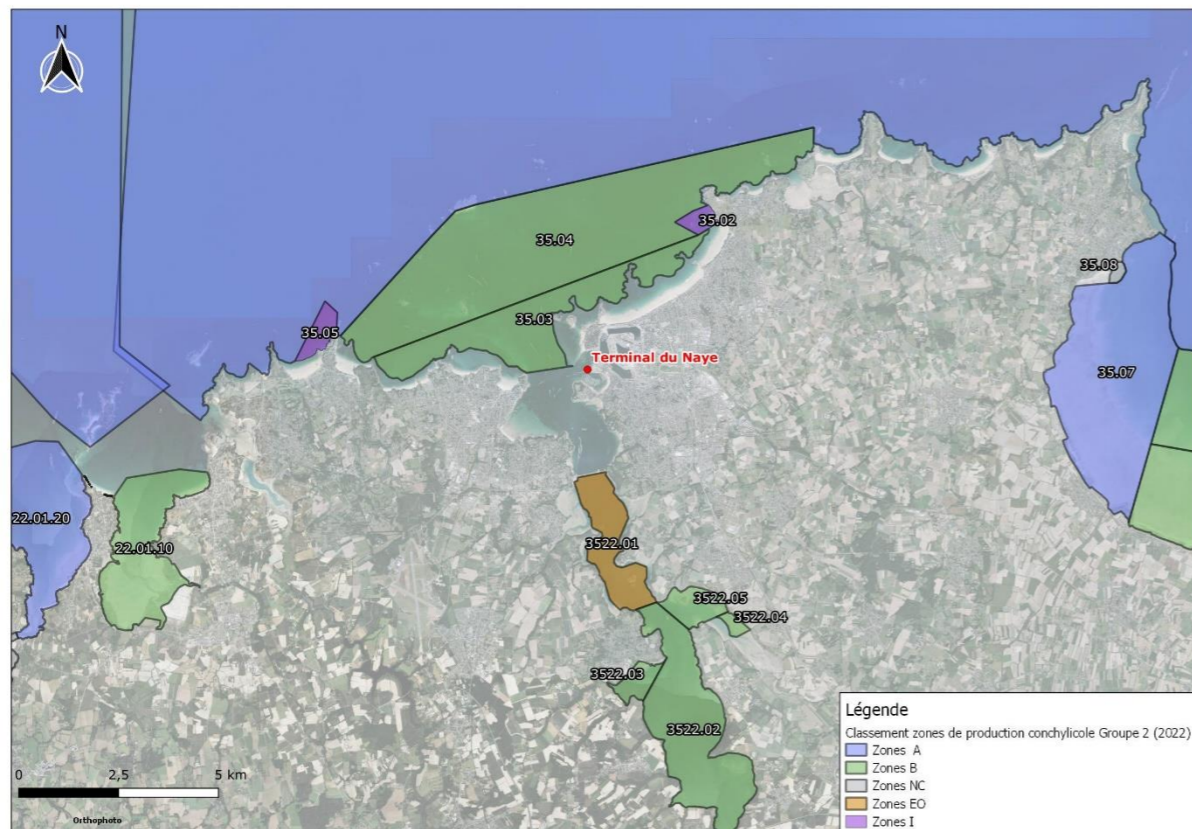 N
35.02
35.04
35.08
35.03
35.05
Terminal du Naye
35.07
22.01.20
3522.01
22.01.10
3522.05
3522.04
3522.03
3522.02
Légende
Classement zones de production conchylicole Groupe 2 (2022)
Zones A
Zones B
Zones NC
Zones EO
Zones I
0 2,5 5 km
Orthophoto